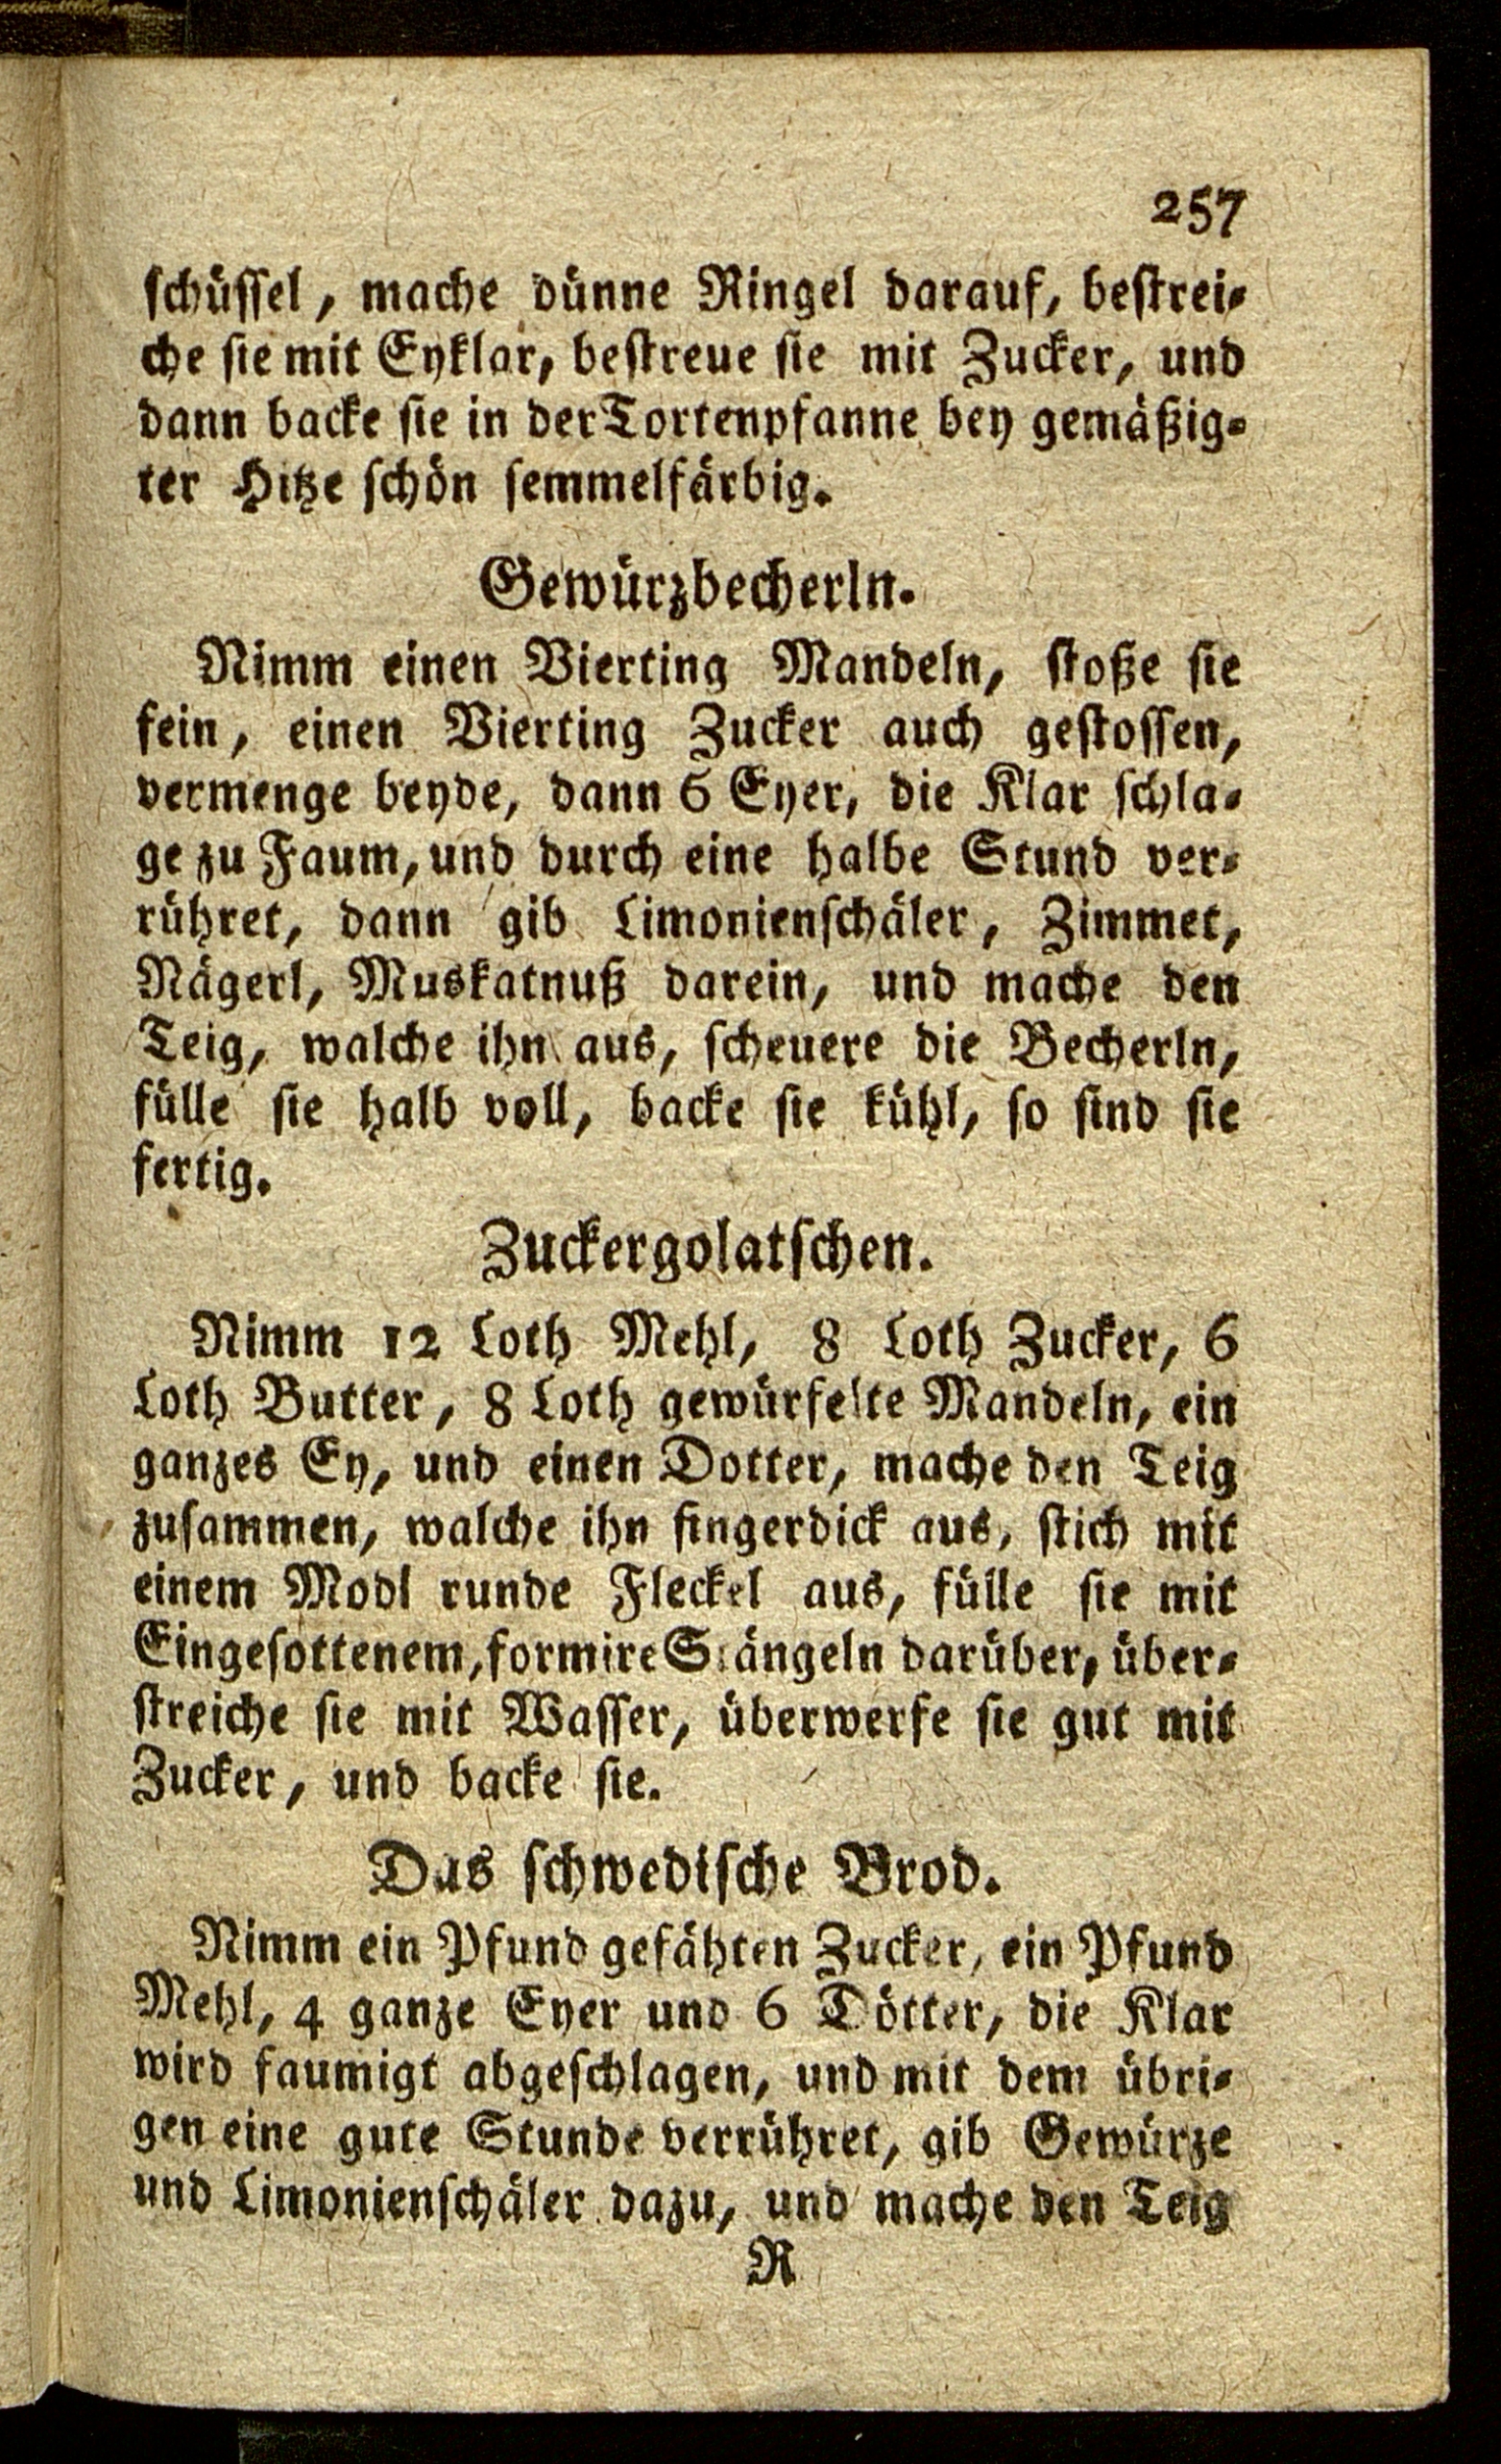 257
schüssel, mache dünne Ringel darauf, bestrei-
che sie mit Eyklar, bestreue sie mit Zucker, und
dann backe sie in der Tortenpfanne bey gemäßig-
ter Hitze schön semmelfärbig.
Gewürzbecherln.
Nimm einen Vierting Mandeln, stoße sie
fein, einen Vierting Zucker auch gestossen,
vermenge beyde, dann 6 Eyer, die Klar schla-
ge zu Faum, und durch eine halbe Stund ver-
rühret, dann gib Limonienschäler, Zimmet,
Nägerl, Muskatnuß darein, und mache den
Teig, walche ihn aus, scheuere die Becherln,
fülle sie halb voll, backe sie kühl, so sind sie
fertig.
Zuckergolatschen.
Nimm 12 Loth Mehl, 8 Loth Zucker, 6
Loth Butter, 8 Loth gewürfelte Mandeln, ein
ganzes Ey, und einen Dotter, mache den Teig
zusammen, walche ihn fingerdick aus, stich mit
einem Modl runde Fleckel aus, fülle sie mit
Eingesottenem, formire Stängeln darüber, über-
streiche sie mit Wasser, überwerfe sie gut mit
Zucker, und backe sie.
Das schwedische Brod.
Nimm ein Pfund gefähten Zucker, ein Pfund
Mehl, 4 ganze Eyer und 6 Dötter, die Klar
wird faumigt abgeschlagen, und mit dem übri-
gen eine gute Stunde verrühret, gib Gewürze
und Limonienschäler dazu, und mache den Teig
R